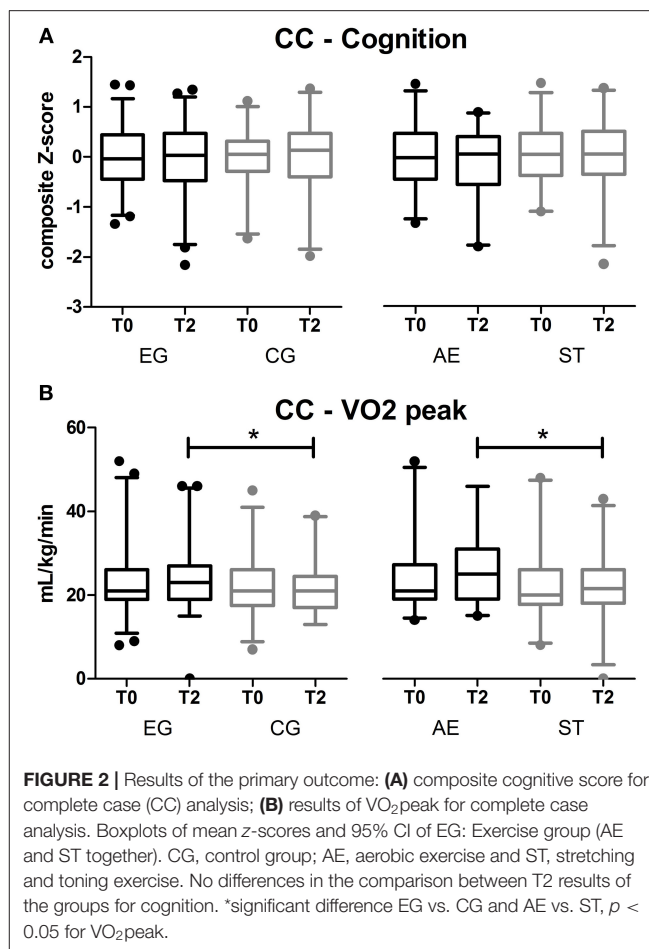 A
CC - Cognition
composite Z-score
2
1
0
-1
-2
-3
T0 T2 T0 T2 T0 T2 T0 T2
EG CG AE ST
B
CC - VO2 peak
mL/kg/min
60
40
20
0
* *
T0 T2 T0 T2 T0 T2 T0 T2
EG CG AE ST
FIGURE 2 | Results of the primary outcome: (A) composite cognitive score for
complete case (CC) analysis; (B) results of VO₂peak for complete case
analysis. Boxplots of mean z-scores and 95% CI of EG: Exercise group (AE
and ST together). CG, control group; AE, aerobic exercise and ST, stretching
and toning exercise. No differences in the comparison between T2 results of
the groups for cognition. *significant difference EG vs. CG and AE vs. ST, p <
0.05 for VO₂peak.